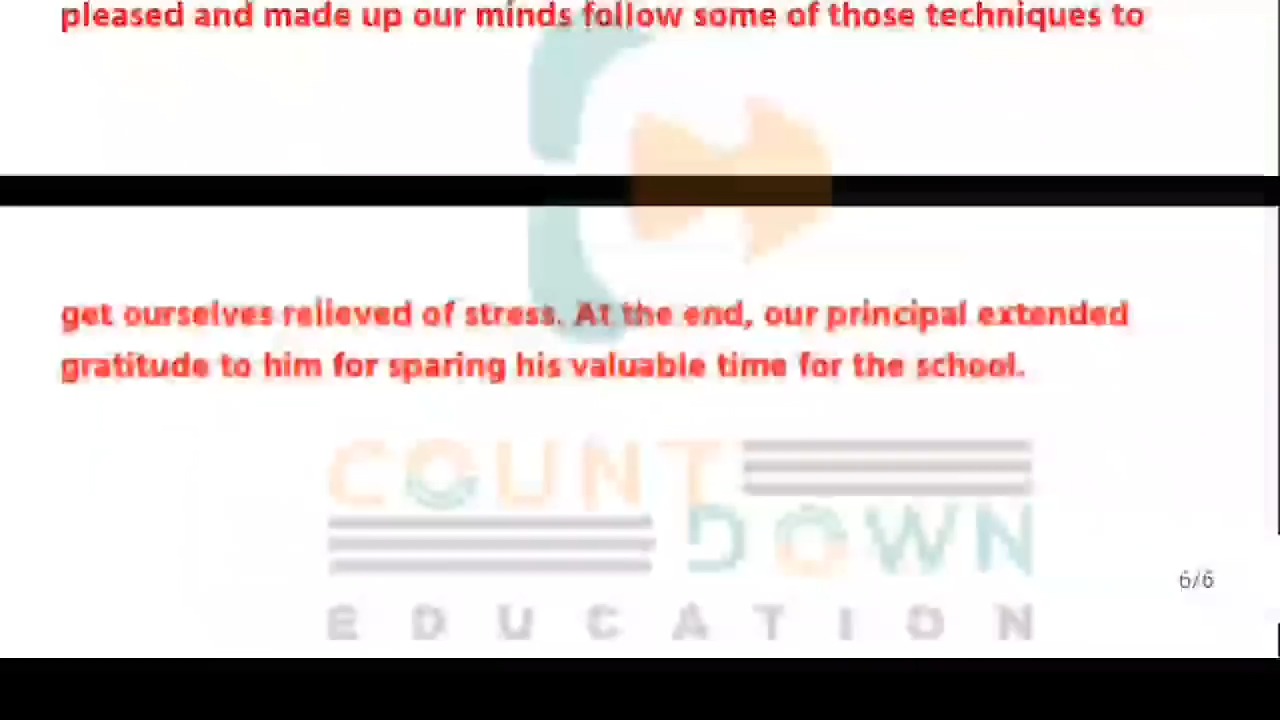 pleased and made up our minds follow some of those techniques to
get ourselves relieved of stress. At the end, our principal extended
gratitude to him for sparing his valuable time for the school.
COUNT
DOWN
EDUCATION
6/6